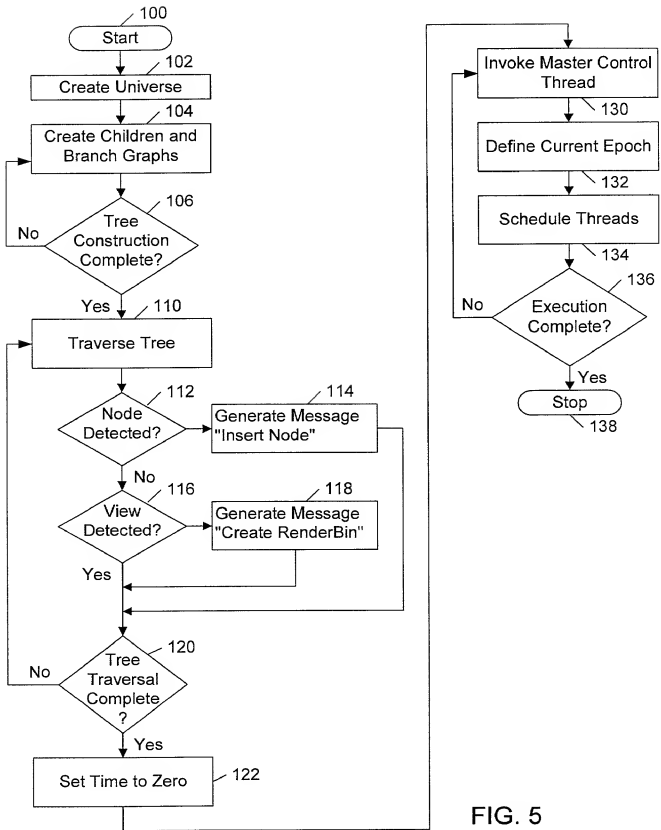 100
Start
102
Create Universe
104
Create Children and
Branch Graphs
106
Tree
Construction
Complete?
No
Yes
110
Traverse Tree
112
Node
Detected?
114
Generate Message
"Insert Node"
No
116
View
Detected?
118
Generate Message
"Create RenderBin"
Yes
120
Tree
Traversal
Complete
?
No
Yes
Set Time to Zero
122
Invoke Master Control
Thread
130
Define Current Epoch
132
Schedule Threads
134
136
Execution
Complete?
No
Yes
Stop
138
FIG. 5